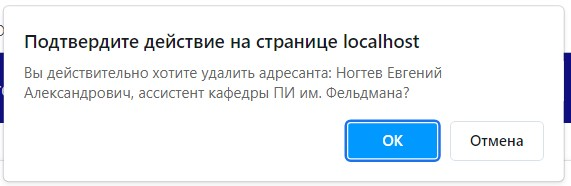 Подтвердите действие на странице localhost
Вы действительно хотите удалить адресанта: Ногтев Евгений
Александрович, ассистент кафедры ПИ им. Фельдмана?
ОК
Отмена